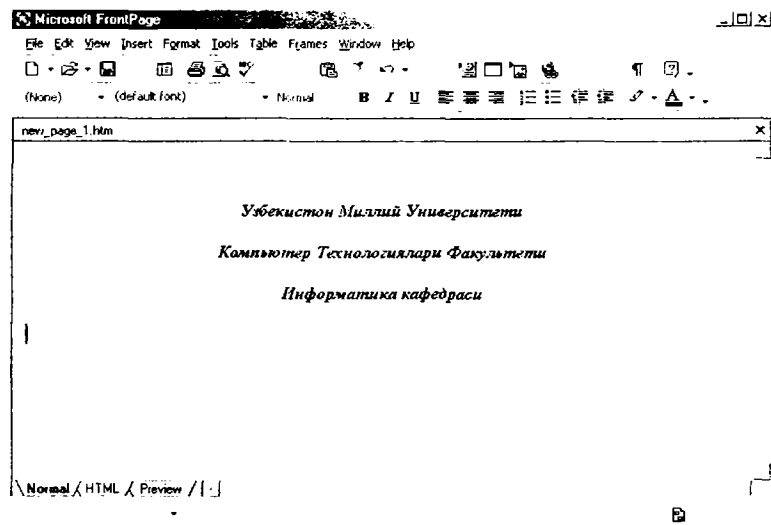 Microsoft FrontPage
File Edit View Insert Format Tools Table Frames Window Help
(None) (default font) Normal B I U A
new_page_1.htm
Узбекистон Миллий Университети
Компьютер Технологиялари Факультети
Информатика кафедраси
Normal HTML Preview